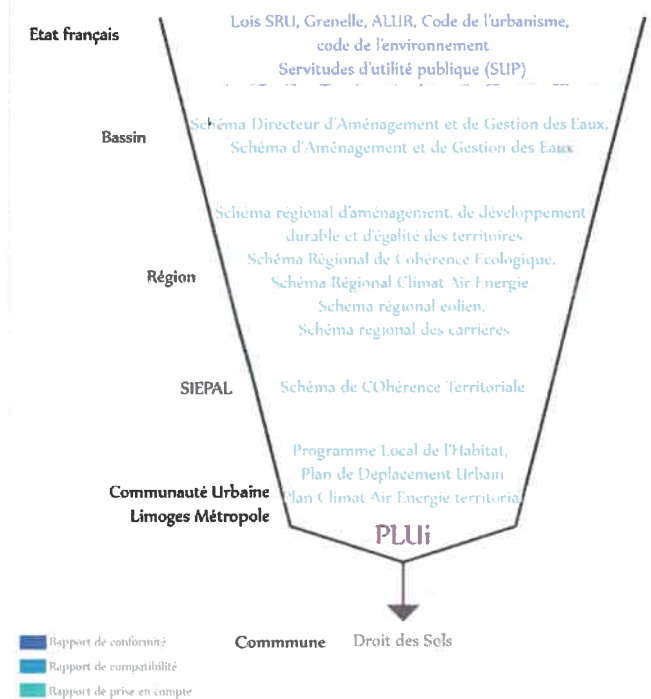 Etat français
Lois SRU, Grenelle, ALUR, Code de l'urbanisme,
code de l'environnement
Servitudes d'utilité publique (SUP)
Bassin
Schéma Directeur d'Aménagement et de Gestion des Eaux,
Schéma d'Aménagement et de Gestion des Eaux
Région
Schéma régional d'aménagement, de développement
durable et d'égalité des territoires
Schéma Régional de Cohérence Ecologique,
Schéma Régional Climat Air Energie
Schema régional eolien,
Schéma regional des carrières
SIEPAL
Schéma de COhérence Territoriale
Programme Local de l'Habitat,
Plan de Deplacement Urbain
Communauté Urbaine
Limoges Métropole
Plan Climat Air Energie territorial
PLUi
Commmune
Droit des Sols
Rapport de conformité
Rapport de compatibilité
Rapport de prise en compte